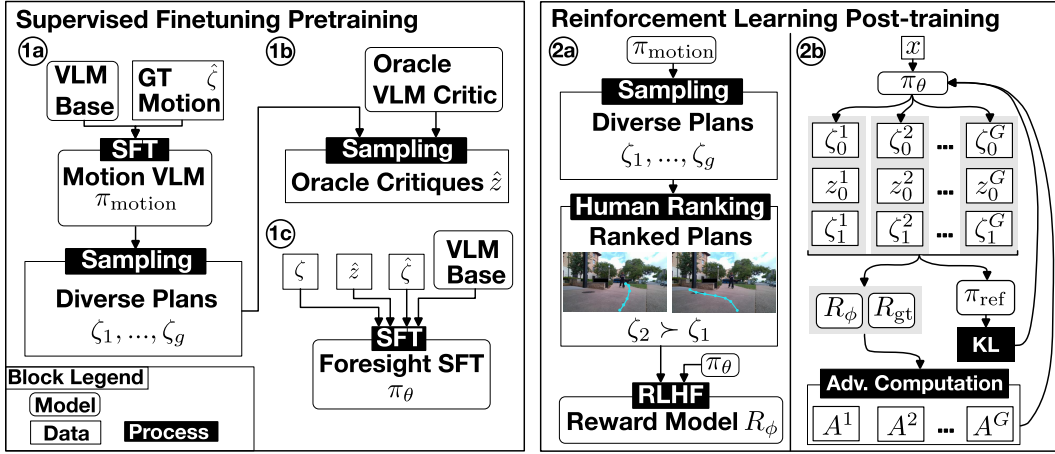 Supervised Finetuning Pretraining
1a
VLM
Base
GT ζ̂
Motion
SFT
Motion VLM
π_motion
Sampling
Diverse Plans
ζ_1, ..., ζ_g
Block Legend
Model
Data
Process
1b
Oracle
VLM Critic
Sampling
Oracle Critiques ẑ
1c
ζ ẑ ζ̂
VLM
Base
SFT
Foresight SFT
π_θ
Reinforcement Learning Post-training
2a
π_motion
Sampling
Diverse Plans
ζ_1, ..., ζ_g
Human Ranking
Ranked Plans
ζ_2 ≻ ζ_1
π_θ
RLHF
Reward Model R_ϕ
2b
x
π_θ
ζ_0^1 ζ_0^2 ... ζ_0^G
z_0^1 z_0^2 ... z_0^G
ζ_1^1 ζ_1^2 ... ζ_1^G
R_ϕ R_gt
π_ref
KL
Adv. Computation
A^1 A^2 ... A^G